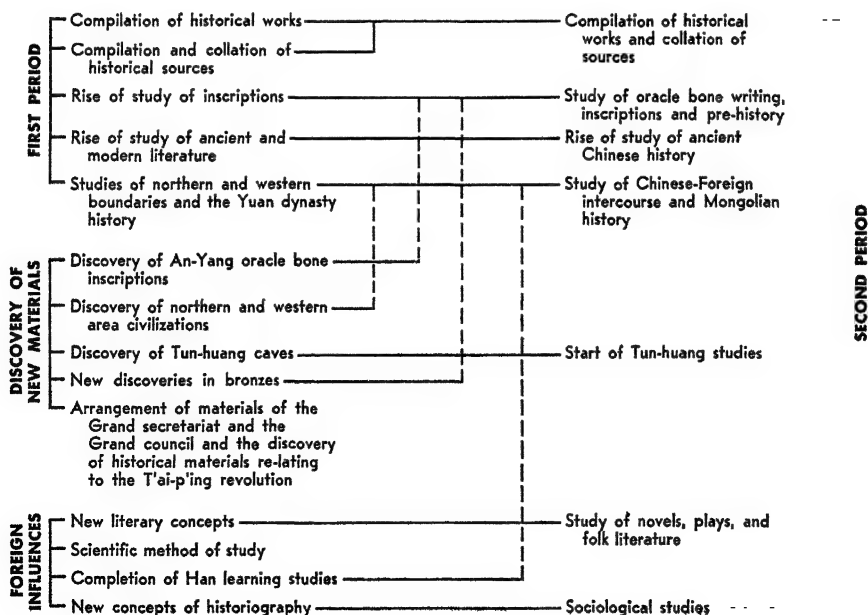 FIRST PERIOD
Compilation of historical works
Compilation and collation of
historical sources
Rise of study of inscriptions
Rise of study of ancient and
modern literature
Studies of northern and western
boundaries and the Yuan dynasty
history
DISCOVERY OF
NEW MATERIALS
Discovery of An-Yang oracle bone
inscriptions
Discovery of northern and western
area civilizations
Discovery of Tun-huang caves
New discoveries in bronzes
Arrangement of materials of the
Grand secretariat and the
Grand council and the discovery
of historical materials re-lating
to the T'ai-p'ing revolution
FOREIGN
INFLUENCES
New literary concepts
Scientific method of study
Completion of Han learning studies
New concepts of historiography
Compilation of historical
works and collation of
sources
Study of oracle bone writing,
inscriptions and pre-history
Rise of study of ancient
Chinese history
Study of Chinese-Foreign
intercourse and Mongolian
history
Start of Tun-huang studies
Study of novels, plays, and
folk literature
Sociological studies
SECOND PERIOD